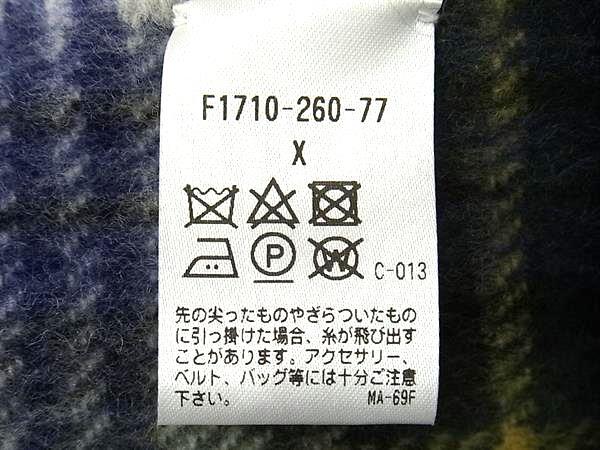 F1710-260-77
X
P W C-013
先の尖ったものやざらついたもの
に引っ掛けた場合、糸が飛び出す
ことがあります。アクセサリー、
ベルト、バッグ等には十分ご注意
下さい。 MA-69F